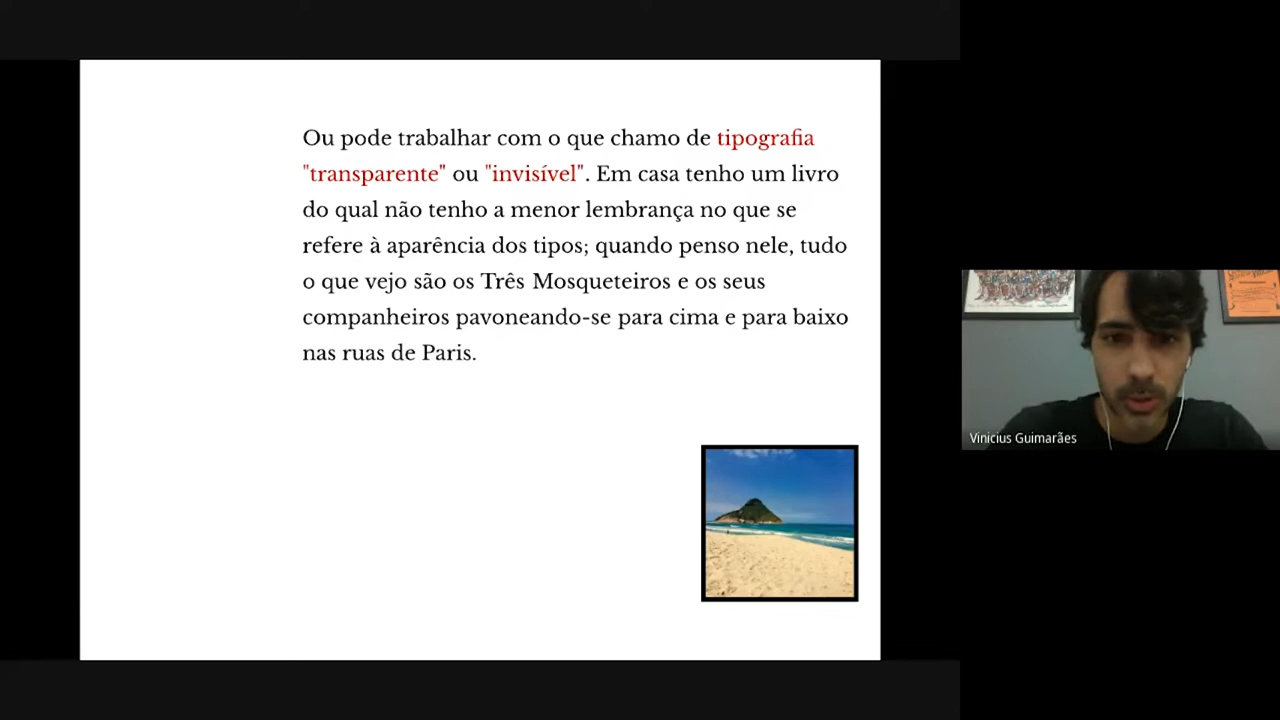 Ou pode trabalhar com o que chamo de tipografia
"transparente" ou "invisível". Em casa tenho um livro
do qual não tenho a menor lembrança no que se
refere à aparência dos tipos; quando penso nele, tudo
o que vejo são os Três Mosqueteiros e os seus
companheiros pavoneando-se para cima e para baixo
nas ruas de Paris.
Vinicius Guimarães